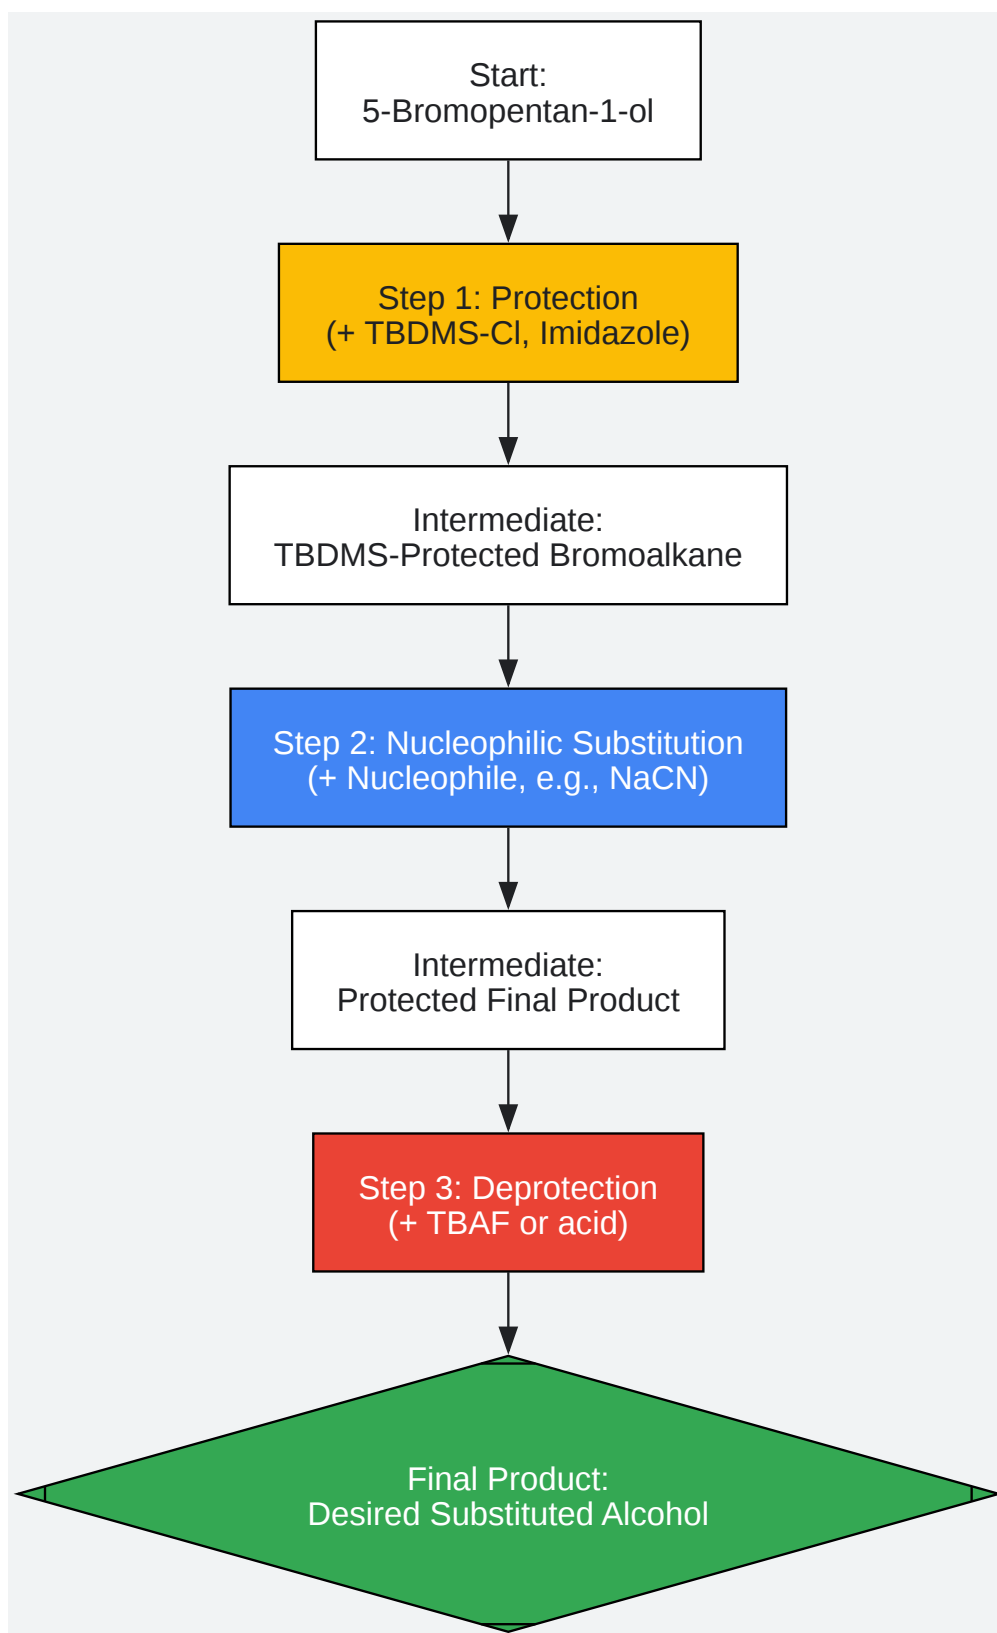 Start:
5-Bromopentan-1-ol
Step 1: Protection
(+ TBDMS-Cl, Imidazole)
Intermediate:
TBDMS-Protected Bromoalkane
Step 2: Nucleophilic Substitution
(+ Nucleophile, e.g., NaCN)
Intermediate:
Protected Final Product
Step 3: Deprotection
(+ TBAF or acid)
Final Product:
Desired Substituted Alcohol